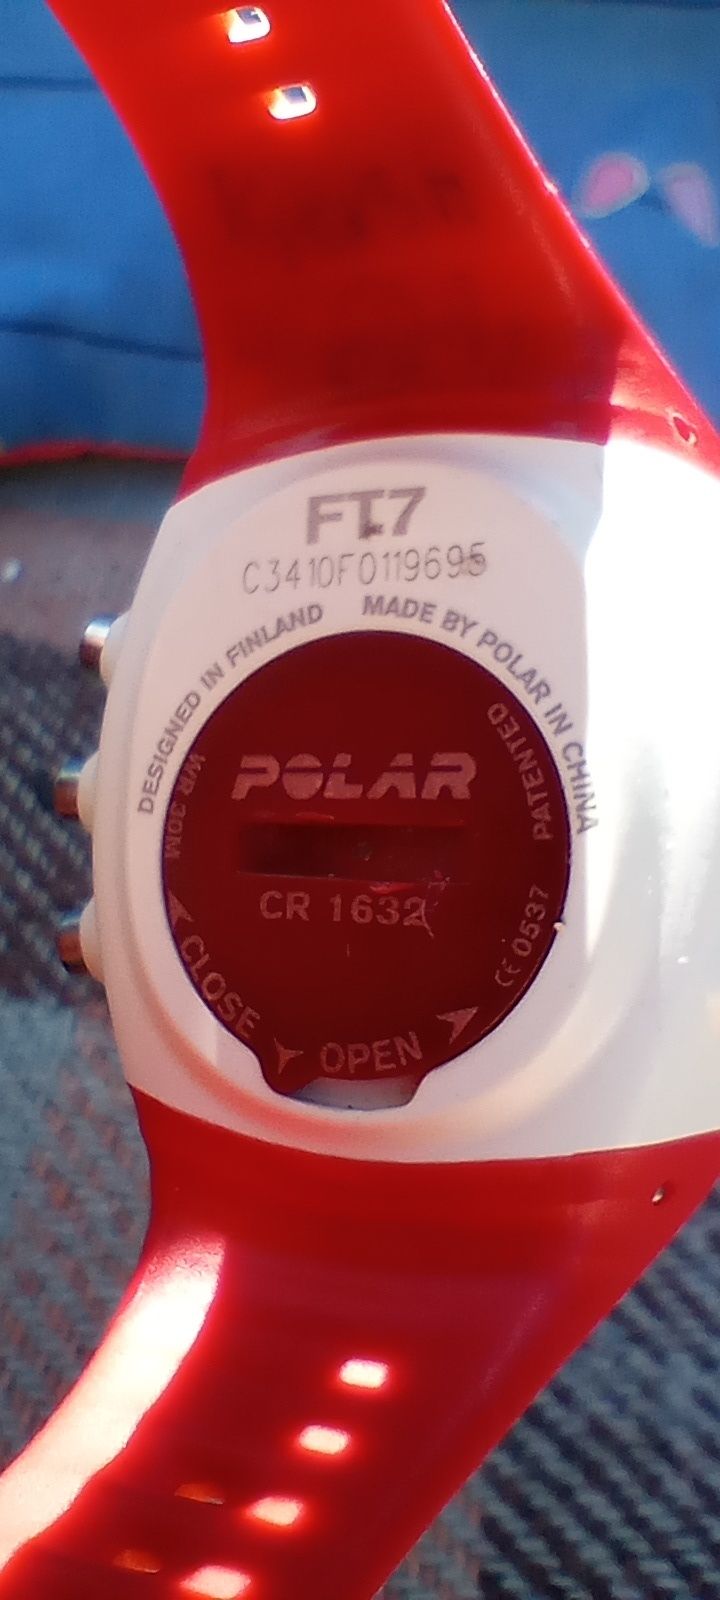 FT7
C3410F0119695
DESIGNED IN FINLAND
MADE BY POLAR IN CHINA
POLAR
WR 30M
PATENTED
CR 1632
CE 0537
CLOSE
OPEN